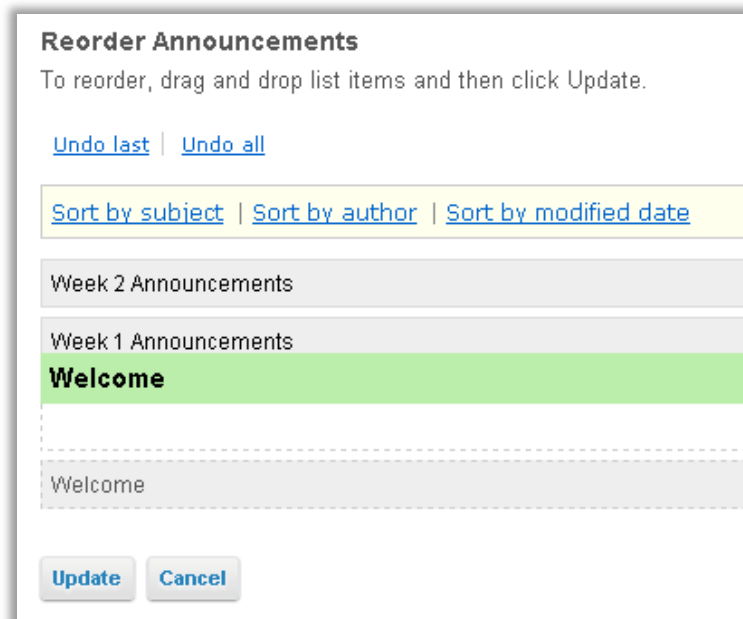 Reorder Announcements
To reorder, drag and drop list items and then click Update.
Undo last | Undo all
Sort by subject | Sort by author | Sort by modified date
Week 2 Announcements
Week 1 Announcements
Welcome
Welcome
Update Cancel